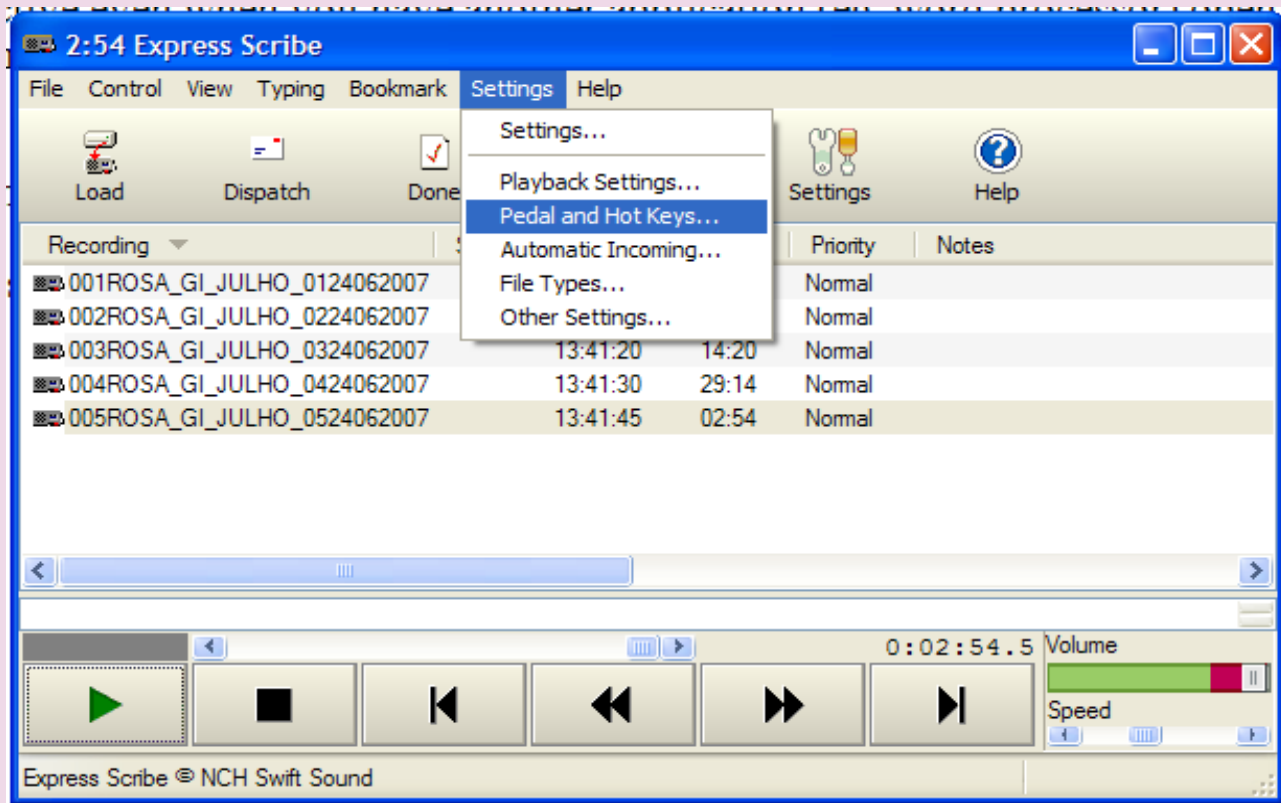 2:54 Express Scribe
File Control View Typing Bookmark Settings Help
Settings...
Load Dispatch Done Settings Help
Playback Settings...
Pedal and Hot Keys...
Recording Priority Notes
Automatic Incoming...
001ROSA_GI_JULHO_0124062007 Normal
File Types...
002ROSA_GI_JULHO_0224062007 Normal
Other Settings...
003ROSA_GI_JULHO_0324062007 13:41:20 14:20 Normal
004ROSA_GI_JULHO_0424062007 13:41:30 29:14 Normal
005ROSA_GI_JULHO_0524062007 13:41:45 02:54 Normal
0:02:54.5 Volume
Speed
Express Scribe © NCH Swift Sound